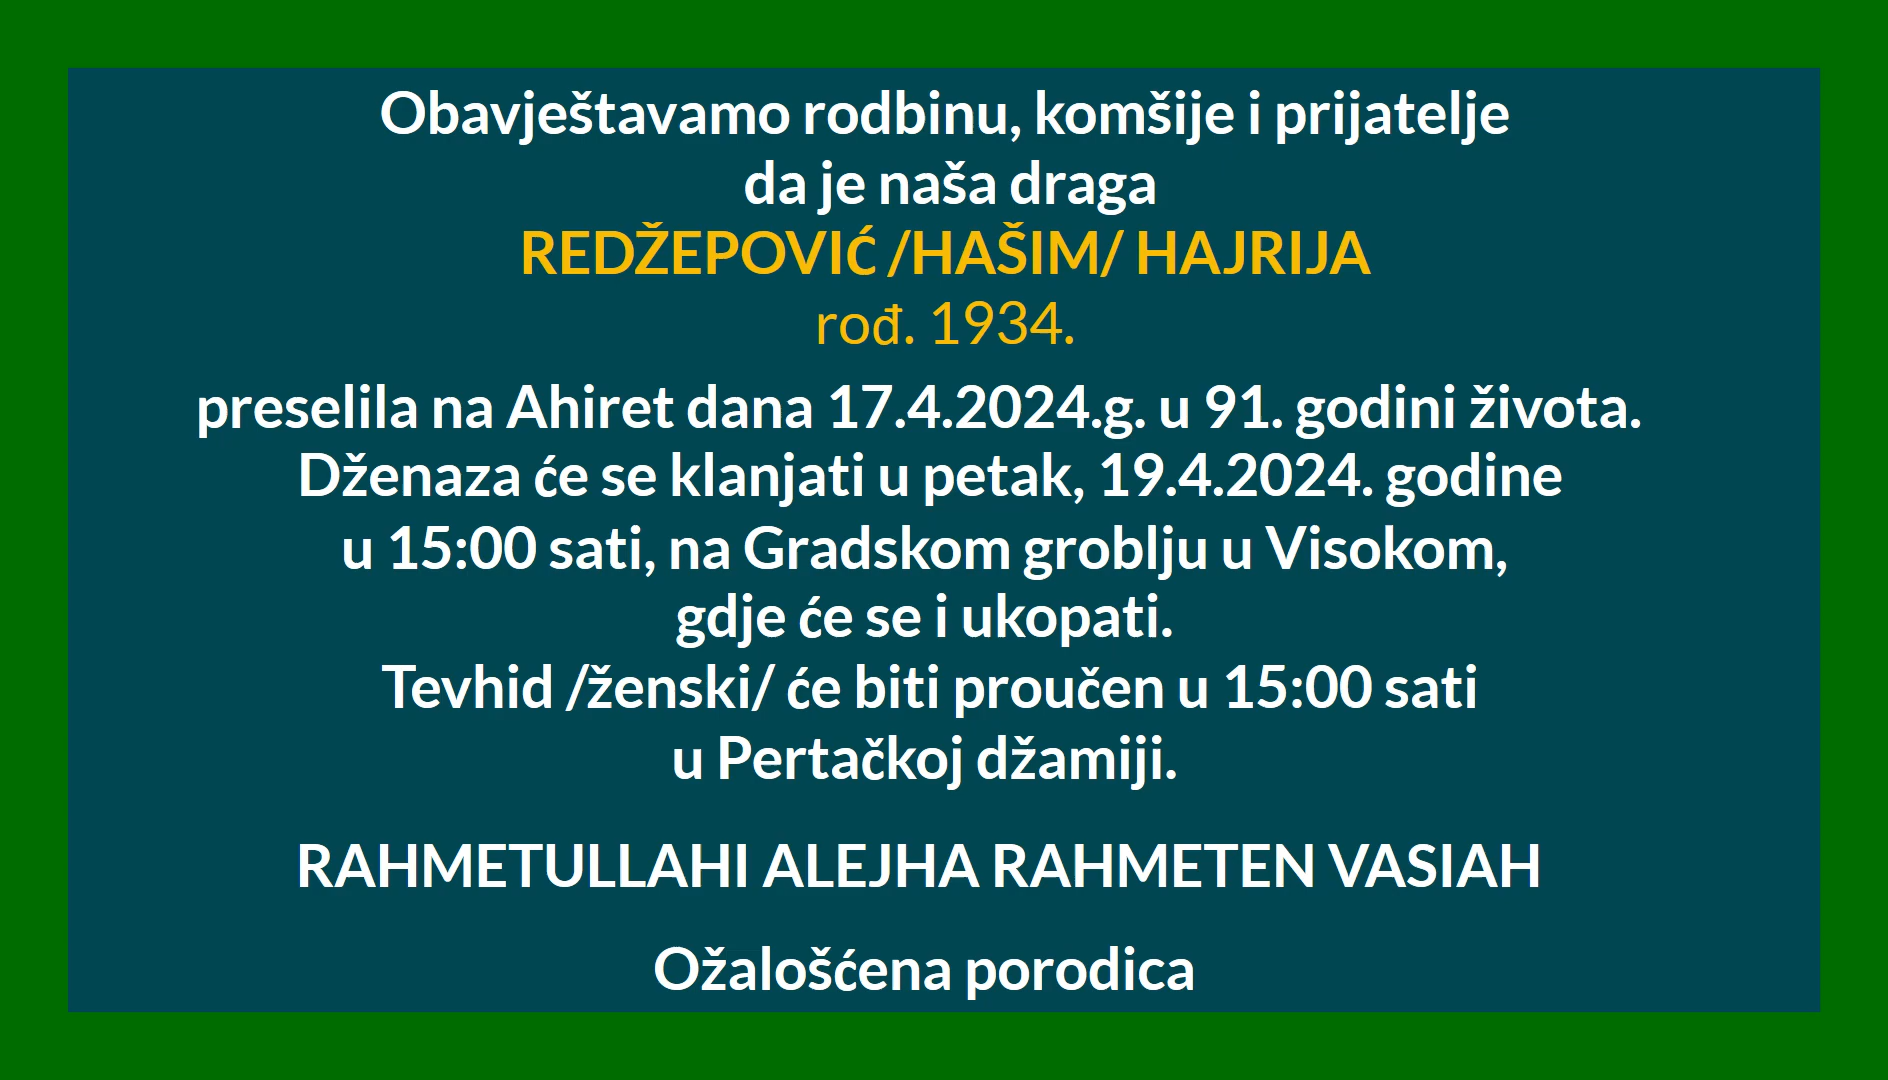 Obavještavamo rodbinu, komšije i prijatelje
da je naša draga
REDŽEPOVIĆ /HAŠIM/ HAJRIJA
rođ. 1934.
preselila na Ahiret dana 17.4.2024.g. u 91. godini života.
Dženaza će se klanjati u petak, 19.4.2024. godine
u 15:00 sati, na Gradskom groblju u Visokom,
gdje će se i ukopati.
Tevhid /ženski/ će biti proučen u 15:00 sati
u Pertačkoj džamiji.
RAHMETULLAHI ALEJHA RAHMETEN VASIAH
Ožalošćena porodica